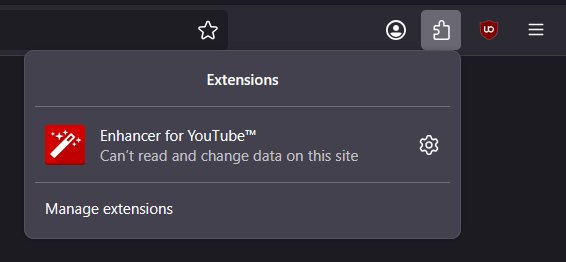 Extensions
Enhancer for YouTube™
Can't read and change data on this site
Manage extensions